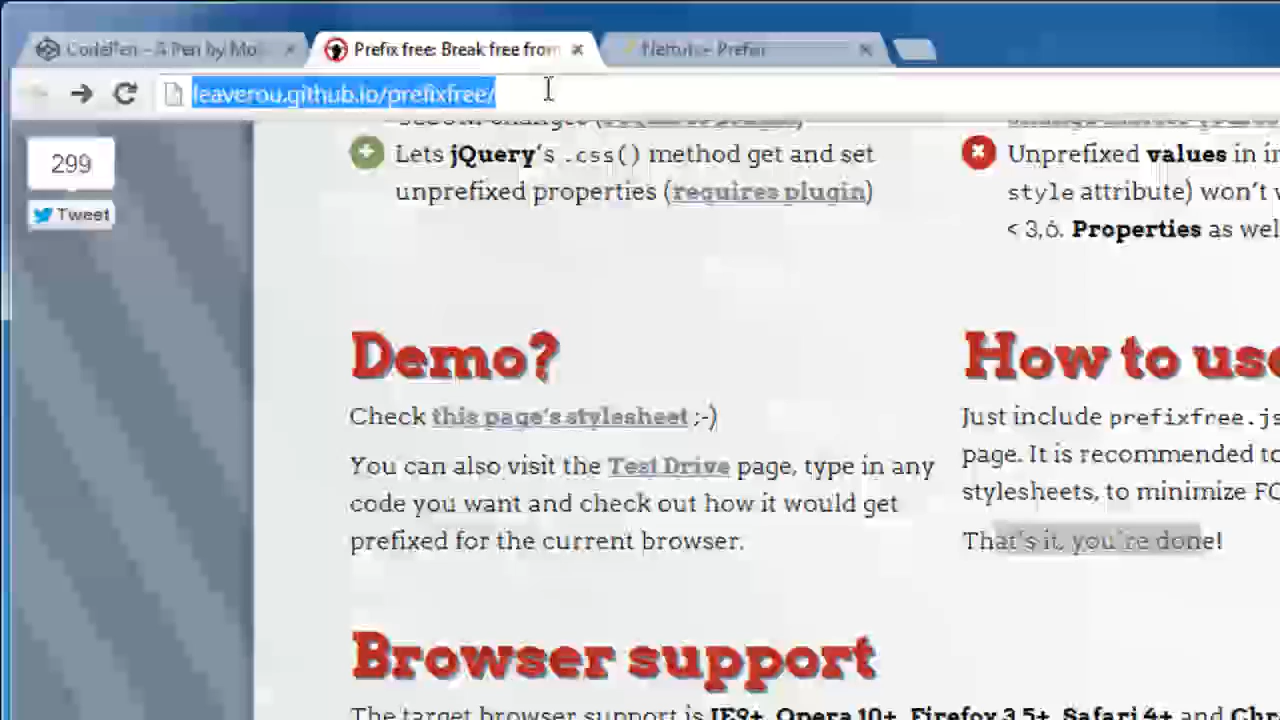 CodePen - A Pen by Mo
Prefix free: Break free from
Nettuts+ Prefixr
leaverou.github.io/prefixfree/
299
Tweet
Lets jQuery's .css() method get and set
unprefixed properties (requires plugin)
Unprefixed values in in
style attribute) won't
< 3,6. Properties as wel
Demo?
Check this page's stylesheet ;-)
You can also visit the Test Drive page, type in any
code you want and check out how it would get
prefixed for the current browser.
How to use
Just include prefixfree.js
page. It is recommended to
stylesheets, to minimize FO
That's it, you're done!
Browser support
The target browser support is IE9+, Opera 10+, Firefox 3.5+, Safari 4+ and Chr